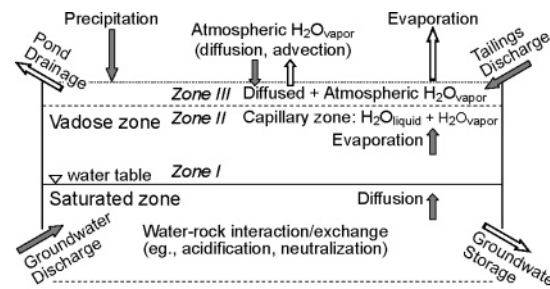 Precipitation
Atmospheric H₂Ovapor
(diffusion, advection)
Evaporation
Pond
Drainage
Tailings
Discharge
Zone III Diffused + Atmospheric H₂Ovapor
Vadose zone Zone II Capillary zone: H₂Oliquid + H₂Ovapor
Evaporation
water table Zone I
Saturated zone
Diffusion
Water-rock interaction/exchange
(eg., acidification, neutralization)
Groundwater
Discharge
Groundwater
Storage